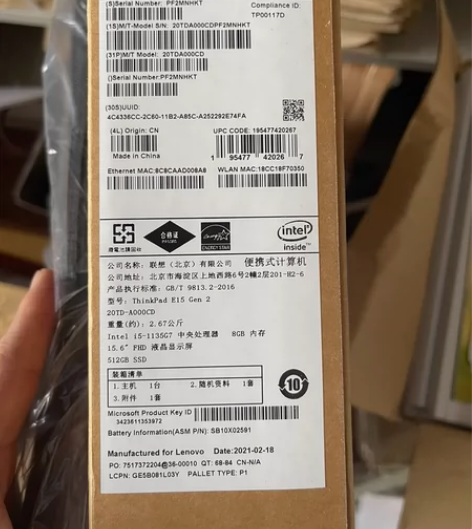 (S)Serial Number: PF2MNHKT
Compliance ID:
TP00117D
(1S)M/T-Model S/N: 20TDA000CDPF2MNHKT
(31P)M/T Model: 20TDA000CD
()Serial Number:PF2MNHKT
(30S)UUID:
4C4336CC-2C60-11B2-A85C-A252292E74FA
(4L) Origin: CN
UPC CODE: 195477420267
Made in China
1 95477 42026 7
Ethernet MAC:8C8CAAD008A8 WLAN MAC:18CC18F70350
合格证
ENERGY STAR
intel
inside
公司名称: 联想(北京)有限公司 便携式计算机
公司地址: 北京市海淀区上地西路6号2幢2层201-H2-6
产品执行标准: GB/T 9813.2-2016
型号: ThinkPad E15 Gen 2
20TD-A000CD
重量(约): 2.67公斤
Intel i5-1135G7 中央处理器 8GB 内存
15.6" FHD 液晶显示屏
512GB SSD
装箱清单
1.主机 1台 2.随机资料 1套
3.附件 1套
10
Microsoft Product Key ID
3423611353972
Battery Information(ASM P/N): SB10X02591
Manufactured for Lenovo Date:2021-02-18
PO: 7517372204@36-00010 QT: 68-94 CN-N/A
LCPN: GE5B081L03Y PALLET TYPE: P1